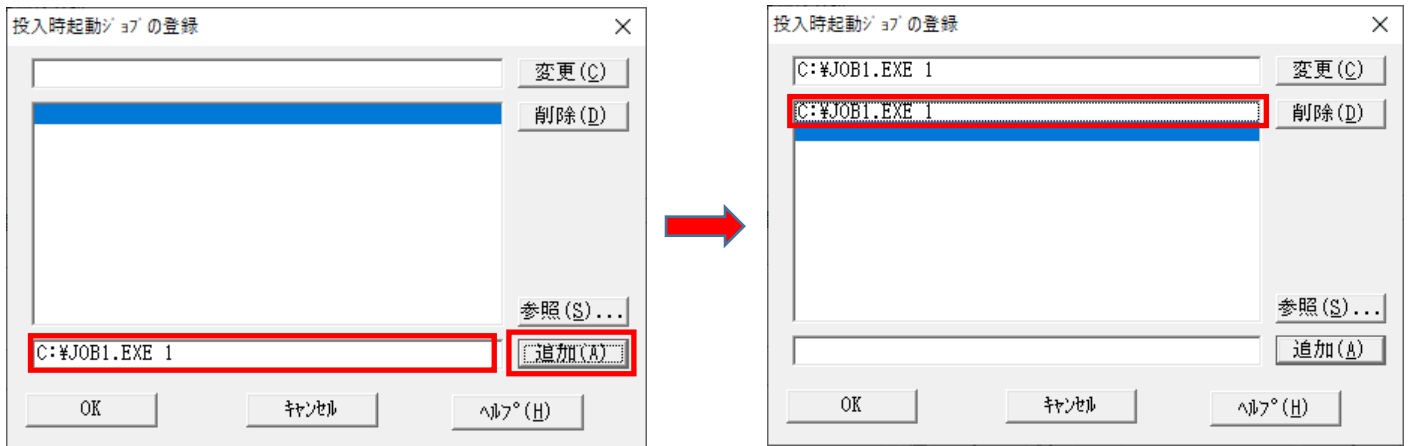 投入時起動ｼﾞｮﾌﾞの登録
変更(C)
削除(D)
参照(S)...
C:¥JOB1.EXE 1
追加(A)
OK
ｷｬﾝｾﾙ
ﾍﾙﾌﾟ(H)
投入時起動ｼﾞｮﾌﾞの登録
C:¥JOB1.EXE 1
変更(C)
C:¥JOB1.EXE 1
削除(D)
参照(S)...
追加(A)
OK
ｷｬﾝｾﾙ
ﾍﾙﾌﾟ(H)